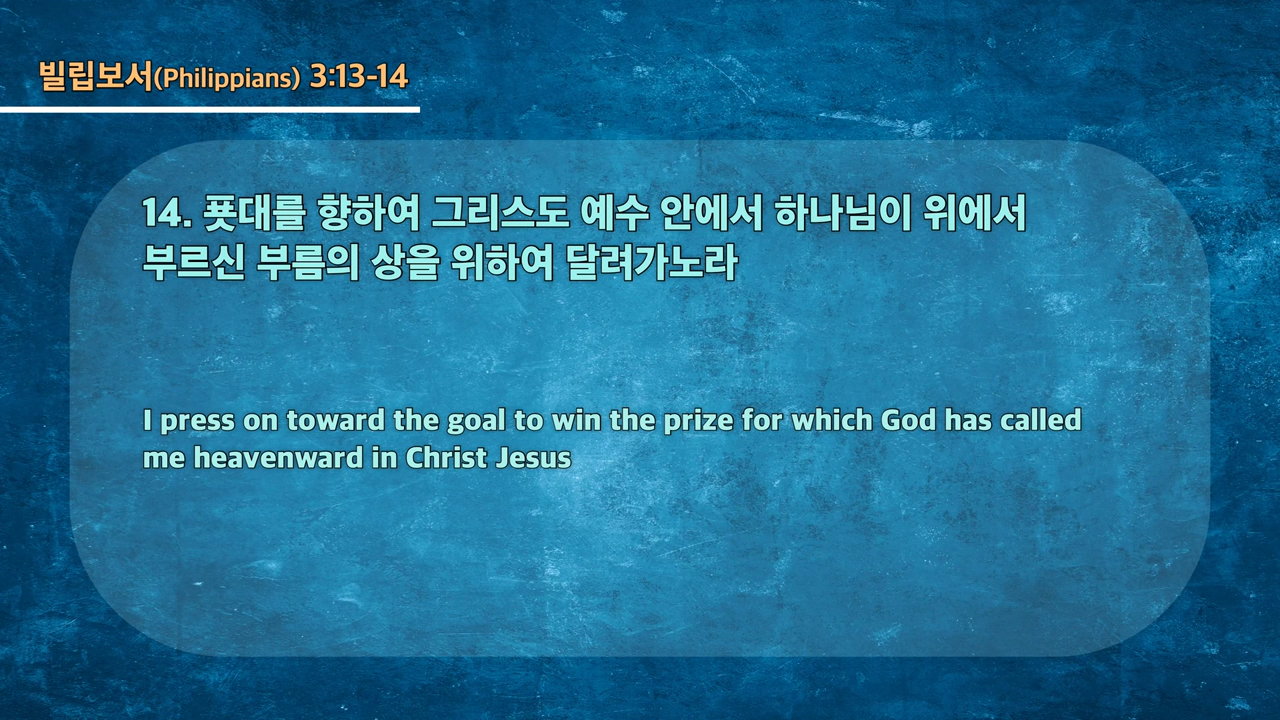 빌립보서(Philippians) 3:13-14
14. 푯대를 향하여 그리스도 예수 안에서 하나님이 위에서
부르신 부름의 상을 위하여 달려가노라
I press on toward the goal to win the prize for which God has called
me heavenward in Christ Jesus